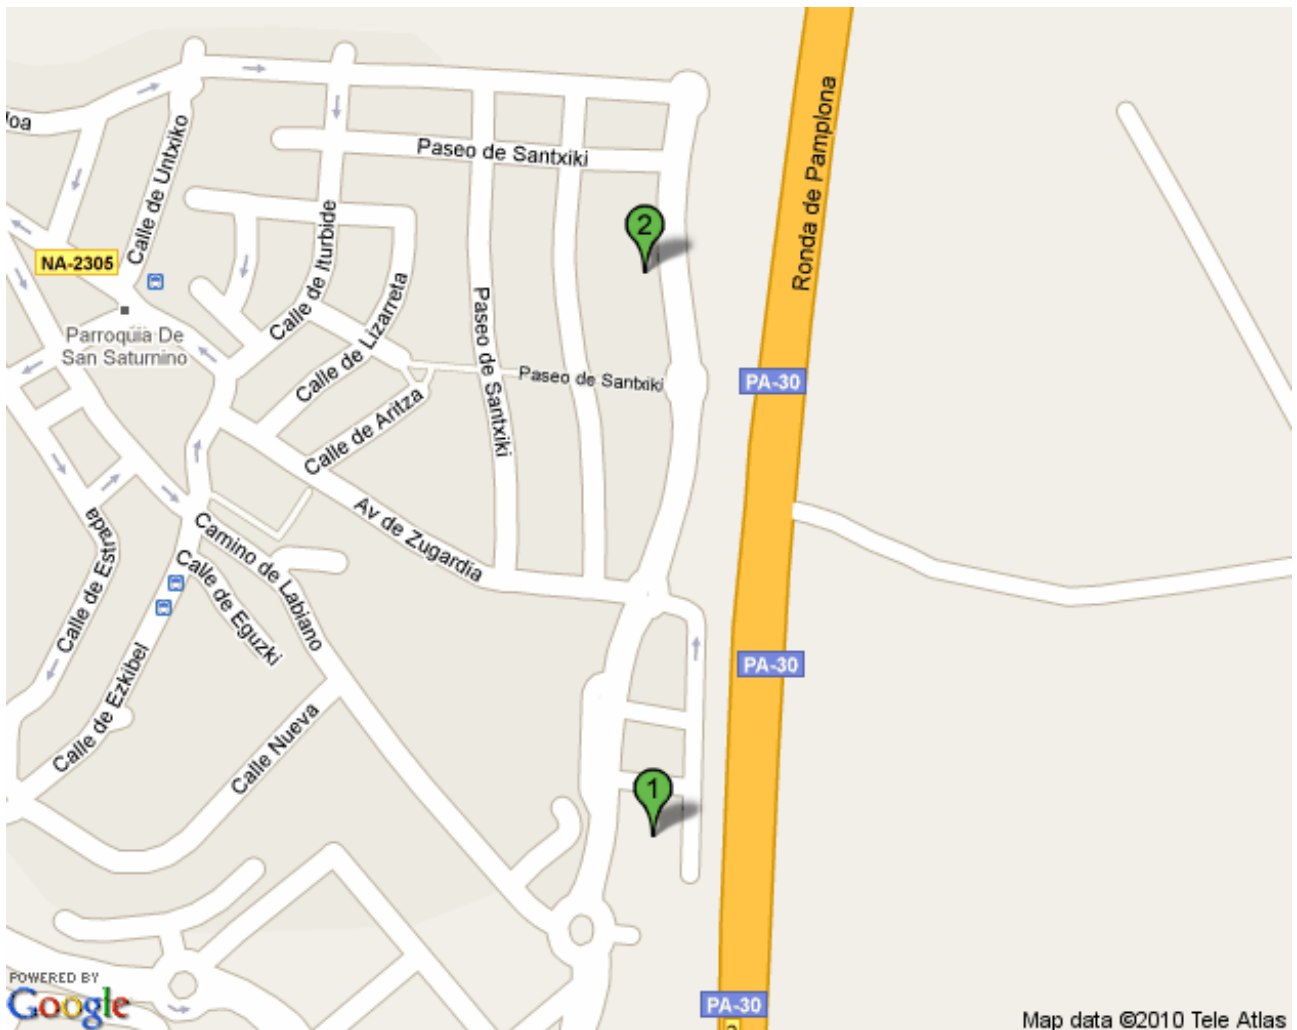 loa
Calle de Untxiko
Paseo de Santxiki
Ronda de Pamplona
2
NA-2305
Calle de Iturbide
Parroquia De
San Saturnino
Calle de Lizarreta
Paseo de Santxiki
Paseo de Santxiki
PA-30
Calle de Aritza
Av de Zugardia
Calle de Estrada
Camino de Labiano
Calle de Eguzki
Calle de Ezkibel
PA-30
Calle Nueva
1
POWERED BY
Google
PA-30
Map data ©2010 Tele Atlas